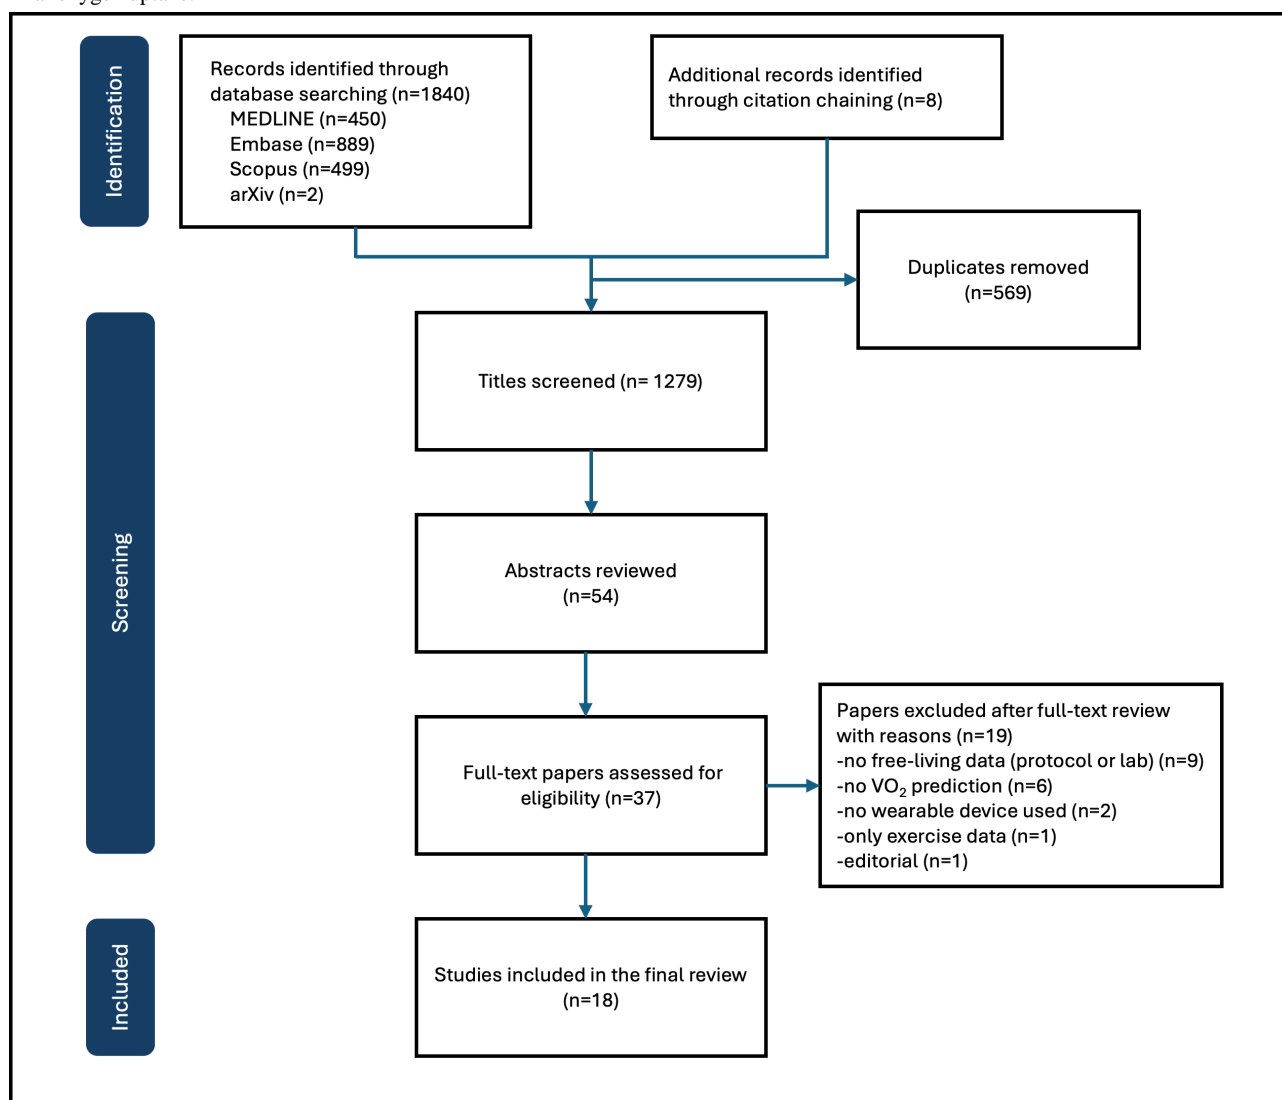 Identification
Records identified through
database searching (n=1840)
MEDLINE (n=450)
Embase (n=889)
Scopus (n=499)
arXiv (n=2)
Additional records identified
through citation chaining (n=8)
Duplicates removed
(n=569)
Screening
Titles screened (n= 1279)
Abstracts reviewed
(n=54)
Full-text papers assessed for
eligibility (n=37)
Papers excluded after full-text review
with reasons (n=19)
-no free-living data (protocol or lab) (n=9)
-no VO₂ prediction (n=6)
-no wearable device used (n=2)
-only exercise data (n=1)
-editorial (n=1)
Included
Studies included in the final review
(n=18)